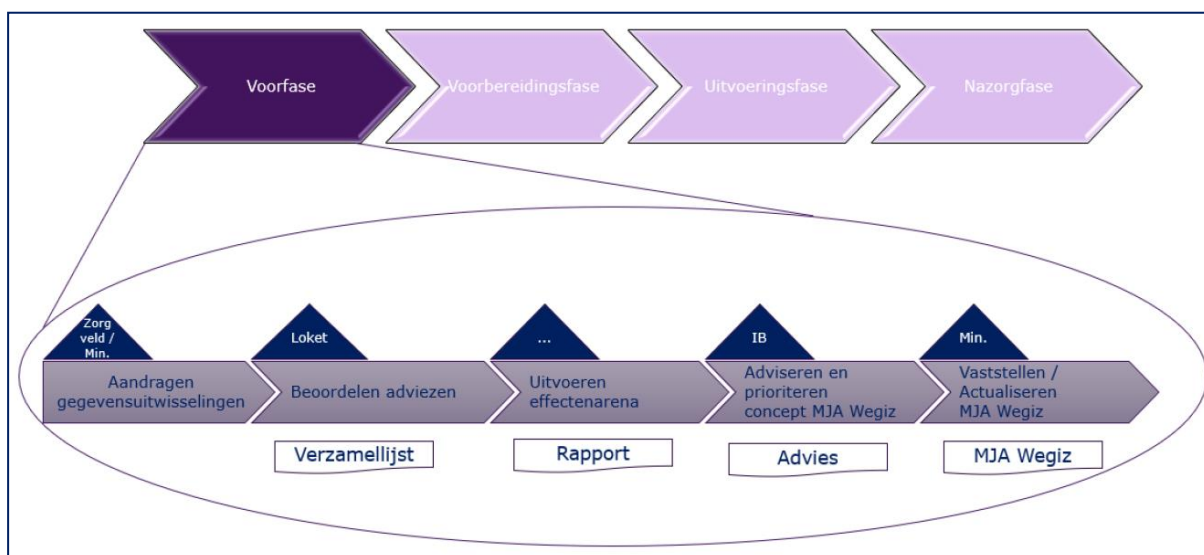 Voorfase
Voorbereidingsfase
Uitvoeringsfase
Nazorgfase
Zorg
veld /
Min.
Loket
...
IB
Min.
Aandragen
gegevensuitwisselingen
Beoordelen adviezen
Uitvoeren
effectenarena
Adviseren en
prioriteren
concept MJA Wegiz
Vaststellen /
Actualiseren
MJA Wegiz
Verzamellijst
Rapport
Advies
MJA Wegiz